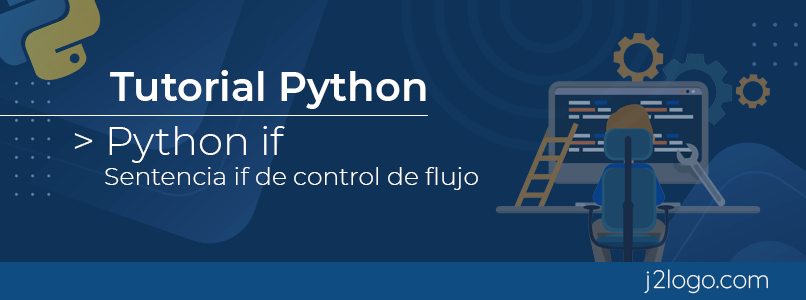 Tutorial Python
> Python if
Sentencia if de control de flujo
j2logo.com